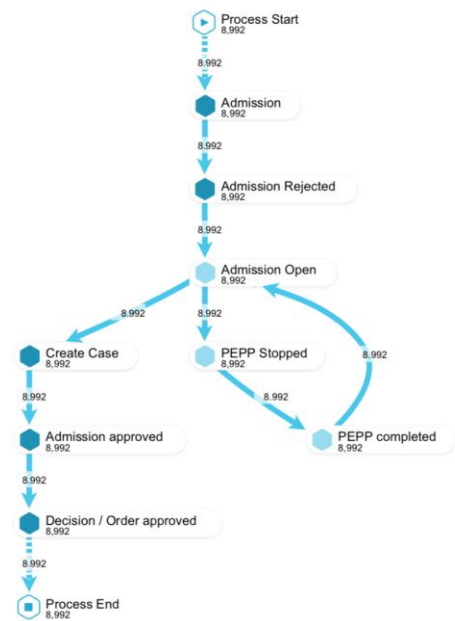 Process Start
8,992
8.992
Admission
8,992
8.992
Admission Rejected
8,992
8.992
Admission Open
8,992
8.992
8.992
Create Case
8,992
PEPP Stopped
8,992
8.992
8.992
8.992
Admission approved
8,992
PEPP completed
8,992
8.992
Decision / Order approved
8,992
8.992
Process End
8,992